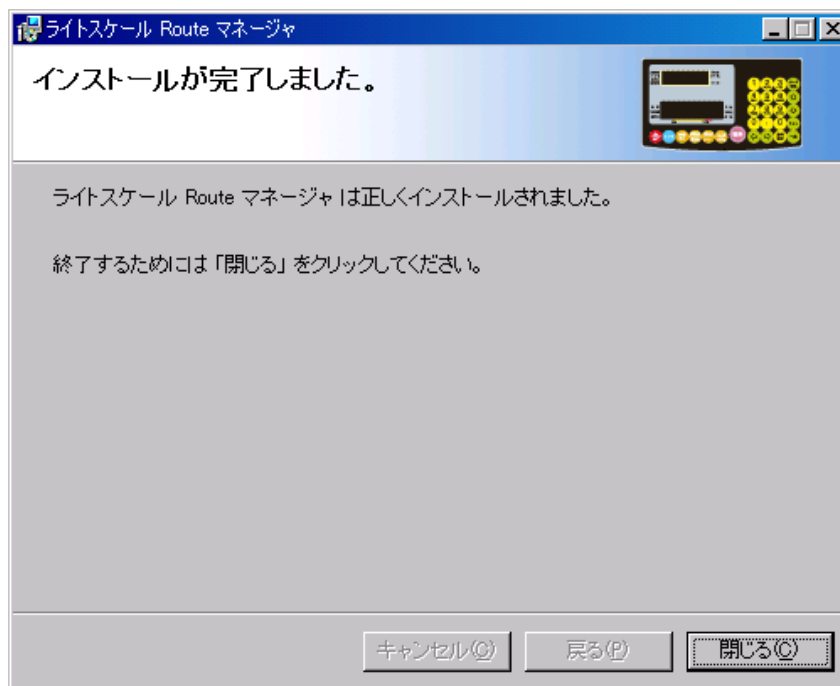 ライトスケール Route マネージャ
インストールが完了しました。
ライトスケール Route マネージャ は正しくインストールされました。
終了するためには「閉じる」をクリックしてください。
キャンセル(C) 戻る(P) 閉じる(C)